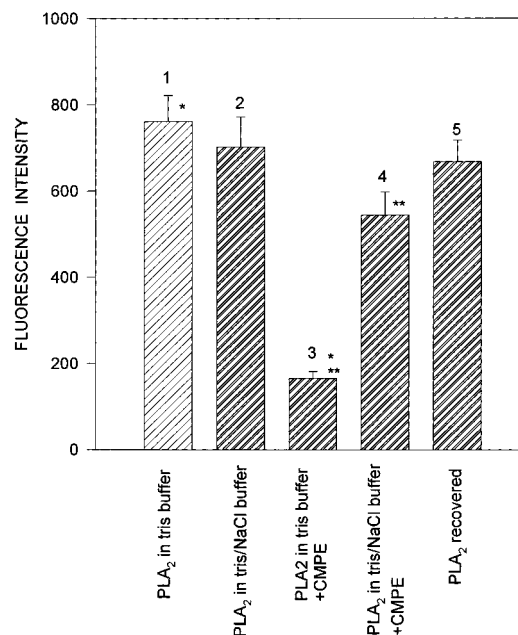 1000
800
600
400
200
0
FLUORESCENCE INTENSITY
1
*
2
3
*
**
4
**
5
PLA₂ in tris buffer
PLA₂ in tris/NaCl buffer
PLA2 in tris buffer
+CMPE
PLA₂ in tris/NaCl buffer
+CMPE
PLA₂ recovered